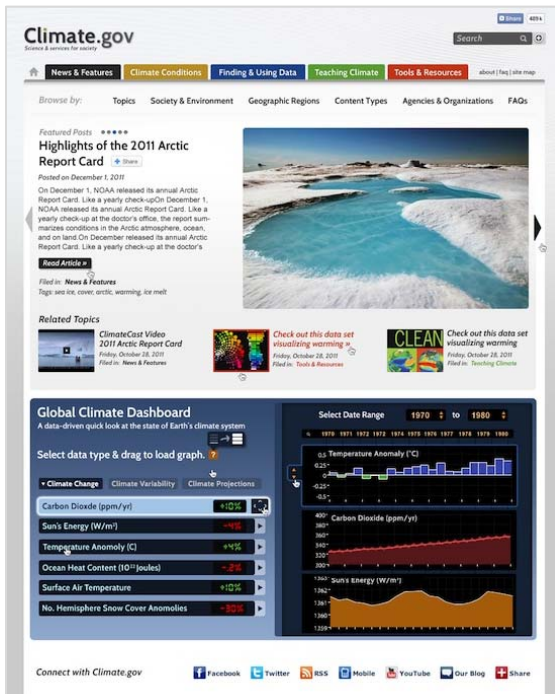 Share 425k
Climate.gov
Science & services for society
Search
News & Features Climate Conditions Finding & Using Data Teaching Climate Tools & Resources about | faq | site map
Browse by: Topics Society & Environment Geographic Regions Content Types Agencies & Organizations FAQs
Featured Posts
Highlights of the 2011 Arctic
Report Card Share
Posted on December 1, 2011
On December 1, NOAA released its annual Arctic
Report Card. Like a yearly check-upOn December 1,
NOAA released its annual Arctic Report Card. Like a
yearly check-up at the doctor's office, the report sum-
marizes conditions in the Arctic atmosphere, ocean,
and on land.On December released its annual Arctic
Report Card. Like a yearly check-up at the doctor's
Read Article »
Filed in: News & Features
Tags: sea ice, cover, arctic, warming, ice melt
Related Topics
ClimateCast Video
2011 Arctic Report Card
Friday, October 28, 2011
Filed in: News & Features
Check out this data set
visualizing warming »
Friday, October 28, 2011
Filed in: Tools & Resources
CLEAN
Check out this data set
visualizing warming
Friday, October 28, 2011
Filed in: Teaching Climate
Global Climate Dashboard
A data-driven quick look at the state of Earth's climate system
Select data type & drag to load graph. ?
Climate Change Climate Variability Climate Projections
Carbon Dioxde (ppm/yr) +10%
Sun's Energy (W/m²) -4%
Temperature Anomoly (C) +4%
Ocean Heat Content (10²² Joules) -.2%
Surface Air Temperature +10%
No. Hemisphere Snow Cover Anomolies -30%
Select Date Range 1970 to 1980
1970 1971 1972 1973 1974 1975 1976 1977 1978 1979 1980
Temperature Anomaly (°C)
0.5
0.25
0
-0.25
-0.5
Carbon Dioxyde (ppm/yr)
400
380
360
340
320
300
Sun's Energy (W/m²)
1363
1362
1361
1360
1359
Connect with Climate.gov Facebook Twitter RSS Mobile YouTube Our Blog Share